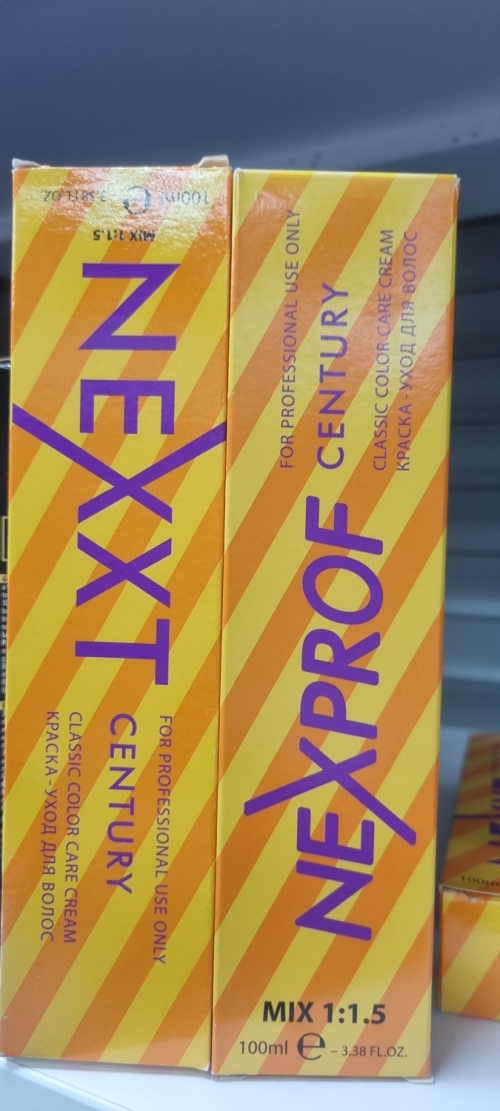 100ml e 3.38 FL.OZ
MIX 1:1.5
NEXXT
CENTURY
FOR PROFESSIONAL USE ONLY
CLASSIC COLOR CARE CREAM
КРАСКА-УХОД ДЛЯ ВОЛОС
NEXPROF
CENTURY
FOR PROFESSIONAL USE ONLY
CLASSIC COLOR CARE CREAM
КРАСКА-УХОД ДЛЯ ВОЛОС
MIX 1:1.5
100ml e – 3.38 FL.OZ.